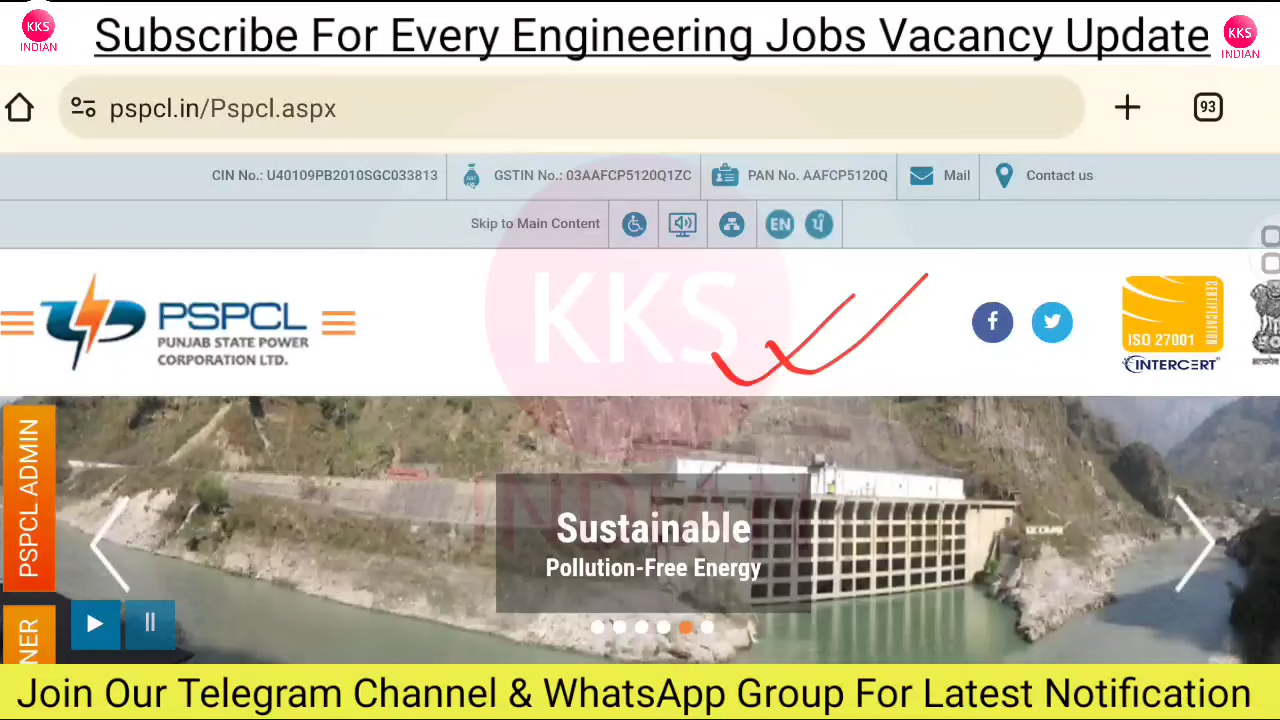 KKS
INDIAN
Subscribe For Every Engineering Jobs Vacancy Update
KKS
INDIAN
pspcl.in/Pspcl.aspx
93
CIN No.: U40109PB2010SGC033813
GSTIN No.: 03AAFCP5120Q1ZC
PAN No. AAFCP5120Q
Mail
Contact us
Skip to Main Content
EN
ਪੰ
PSPCL
PUNJAB STATE POWER
CORPORATION LTD.
KKS
INDIAN
CERTIFICATION
ISO 27001
INTERCERT
PSPCL ADMIN
Sustainable
Pollution-Free Energy
NER
Join Our Telegram Channel & WhatsApp Group For Latest Notification